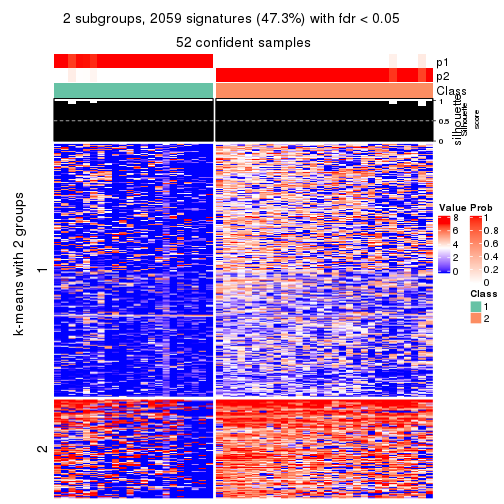 2 subgroups, 2059 signatures (47.3%) with fdr < 0.05
52 confident samples
p1
p2
Class
1
0.5
0
silhouette
Silhouette
score
k-means with 2 groups
1
2
Value
8
6
4
2
0
Prob
1
0.8
0.6
0.4
0.2
0
Class
1
2